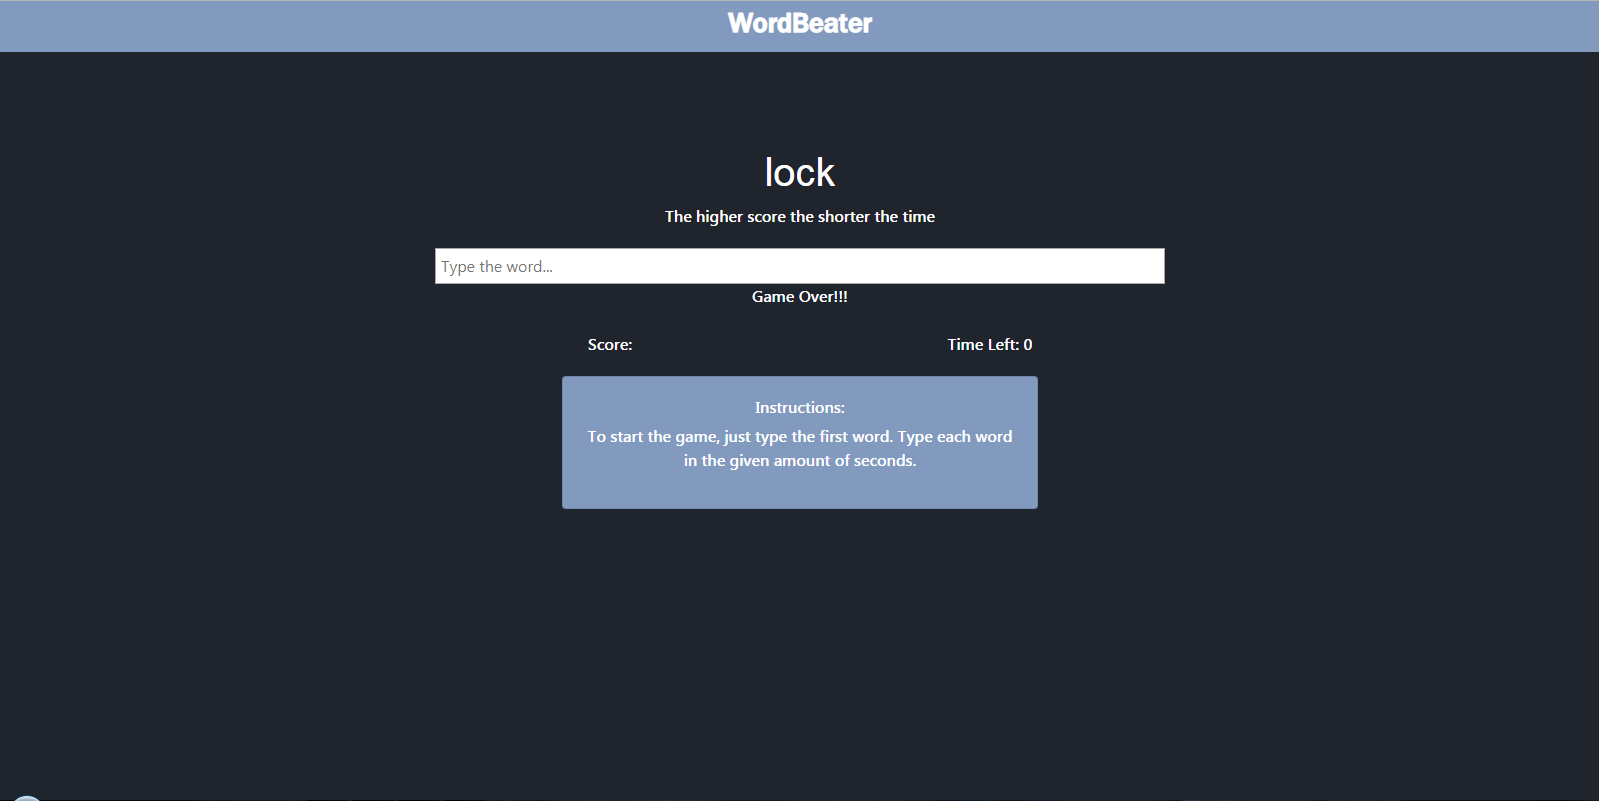 WordBeater
lock
The higher score the shorter the time
Type the word...
Game Over!!!
Score:
Time Left: 0
Instructions:
To start the game, just type the first word. Type each word
in the given amount of seconds.